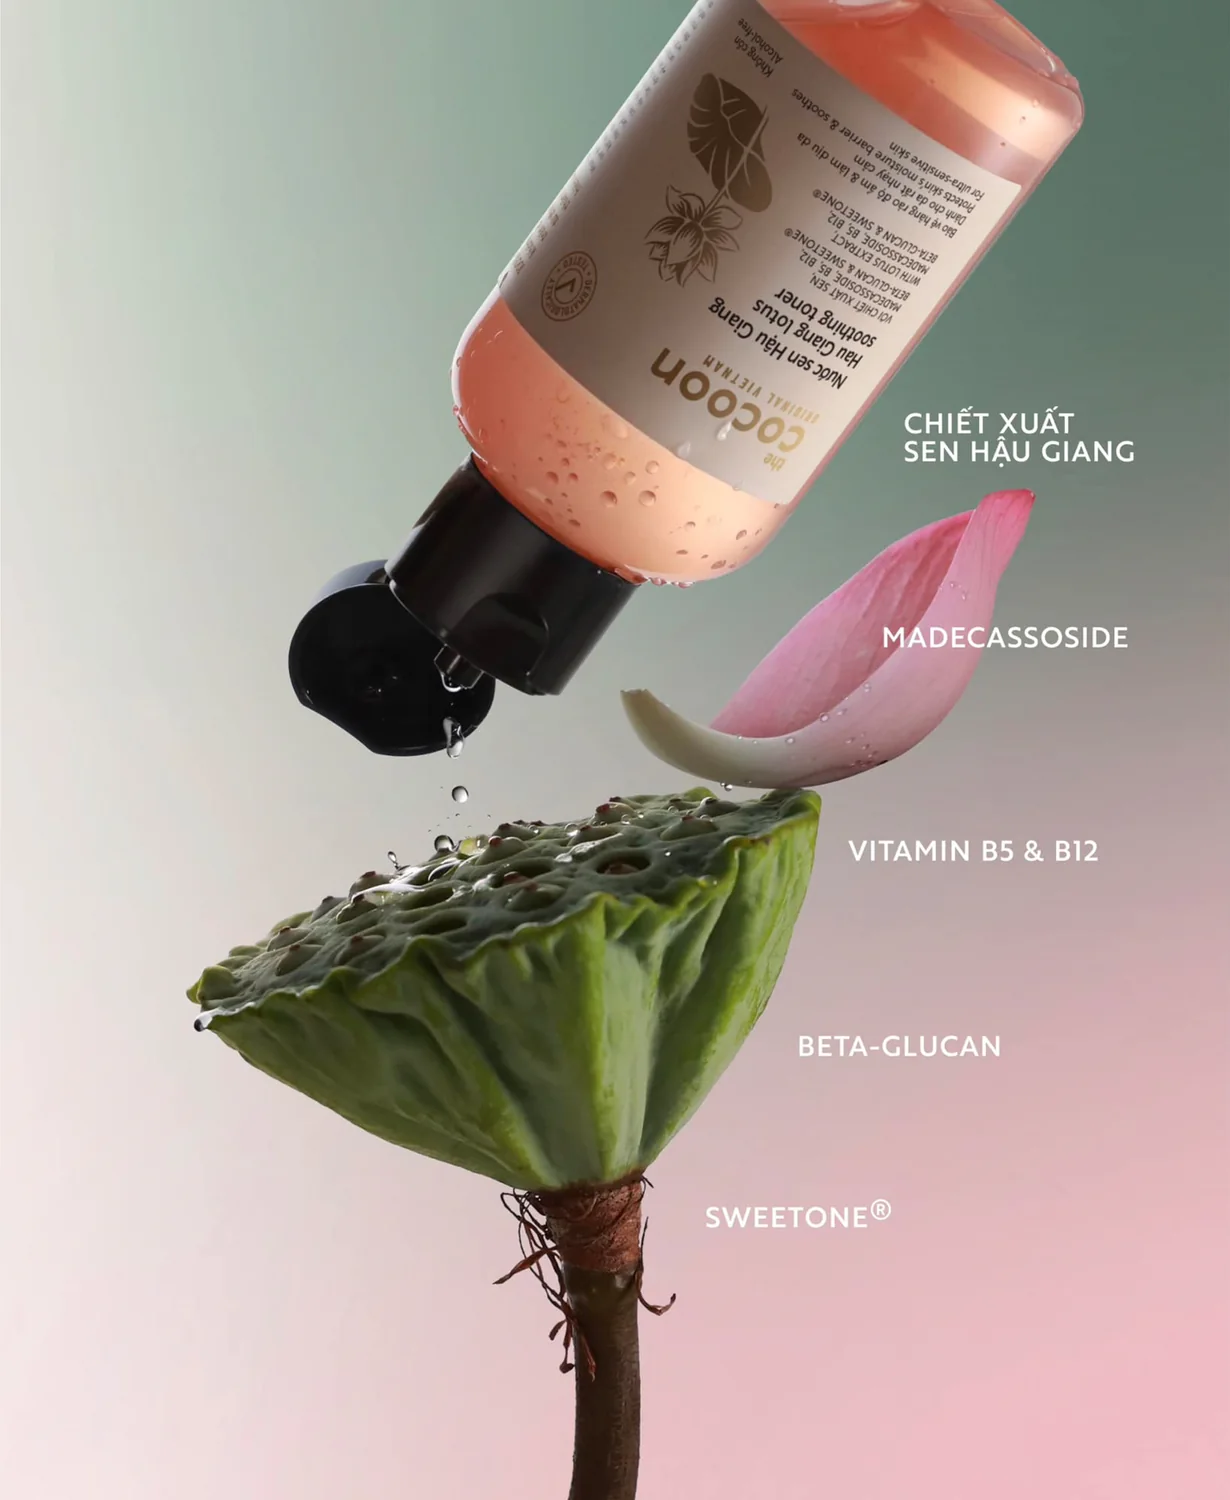 the
cocoon
ORIGINAL VIETNAM
Nước sen Hậu Giang
Hau Giang lotus
soothing toner
VỚI CHIẾT XUẤT SEN,
MADECASSOSIDE, B5, B12,
BETA-GLUCAN & SWEETONE®
WITH LOTUS EXTRACT,
MADECASSOSIDE, B5, B12,
BETA-GLUCAN & SWEETONE®
Bảo vệ hàng rào độ ẩm & làm dịu da
Dành cho da rất nhạy cảm
Protects skin's moisture barrier & soothes
for ultra-sensitive skin
Không cồn
Alcohol-free
DERMATOLOGICALLY TESTED
CHIẾT XUẤT
SEN HẬU GIANG
MADECASSOSIDE
VITAMIN B5 & B12
BETA-GLUCAN
SWEETONE®